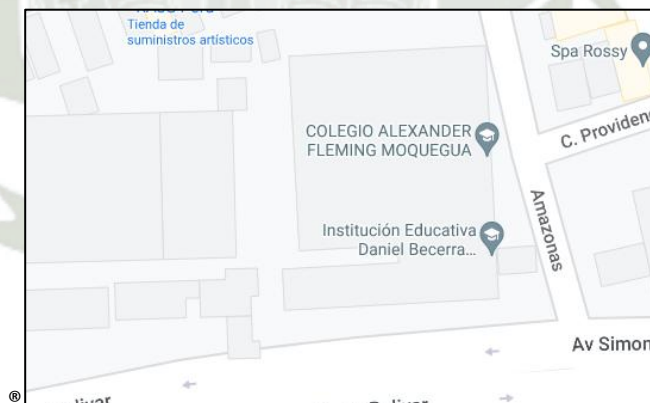 Tienda de
suministros artísticos
Spa Rossy
COLEGIO ALEXANDER
FLEMING MOQUEGUA
C. Providen
Institución Educativa
Daniel Becerra...
Amazonas
Av Simon
®